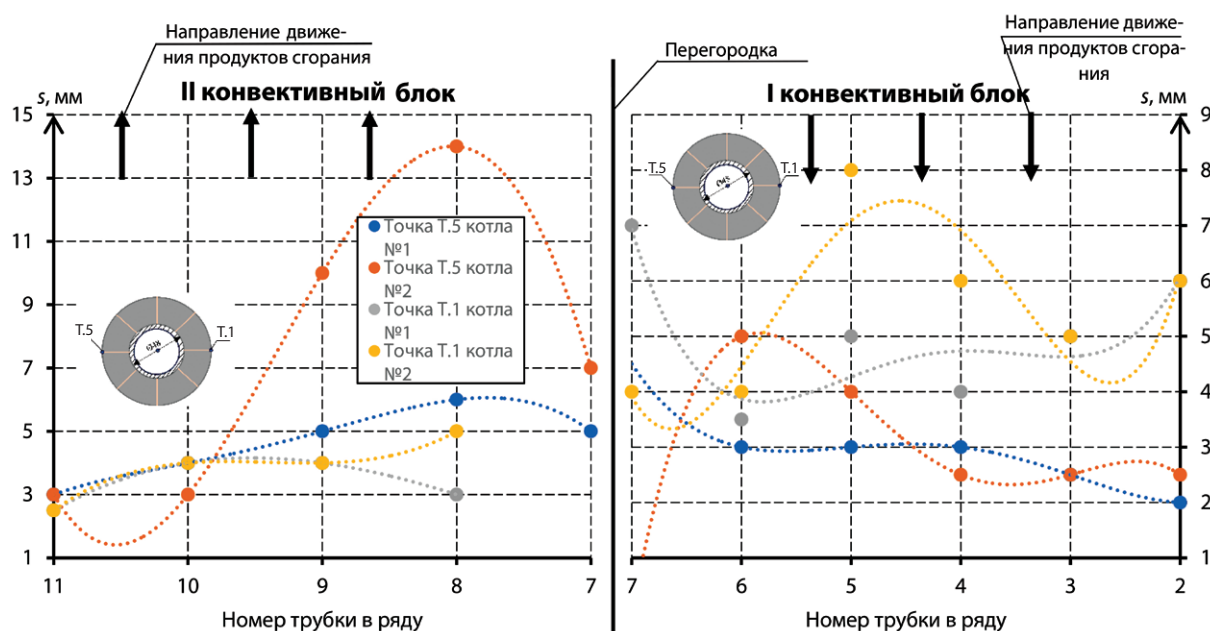 Направление движе-
ния продуктов сгорания
Перегородка
Направление движе-
ния продуктов сгора-
ния
II конвективный блок
I конвективный блок
s, мм
s, мм
15
13
11
9
7
5
3
1
9
8
7
6
5
4
3
2
1
Т.5
Т.1
Т.5
Т.1
Точка Т.5 котла
№1
Точка Т.5 котла
№2
Точка Т.1 котла
№1
Точка Т.1 котла
№2
11
10
9
8
7
7
6
5
4
3
2
Номер трубки в ряду
Номер трубки в ряду